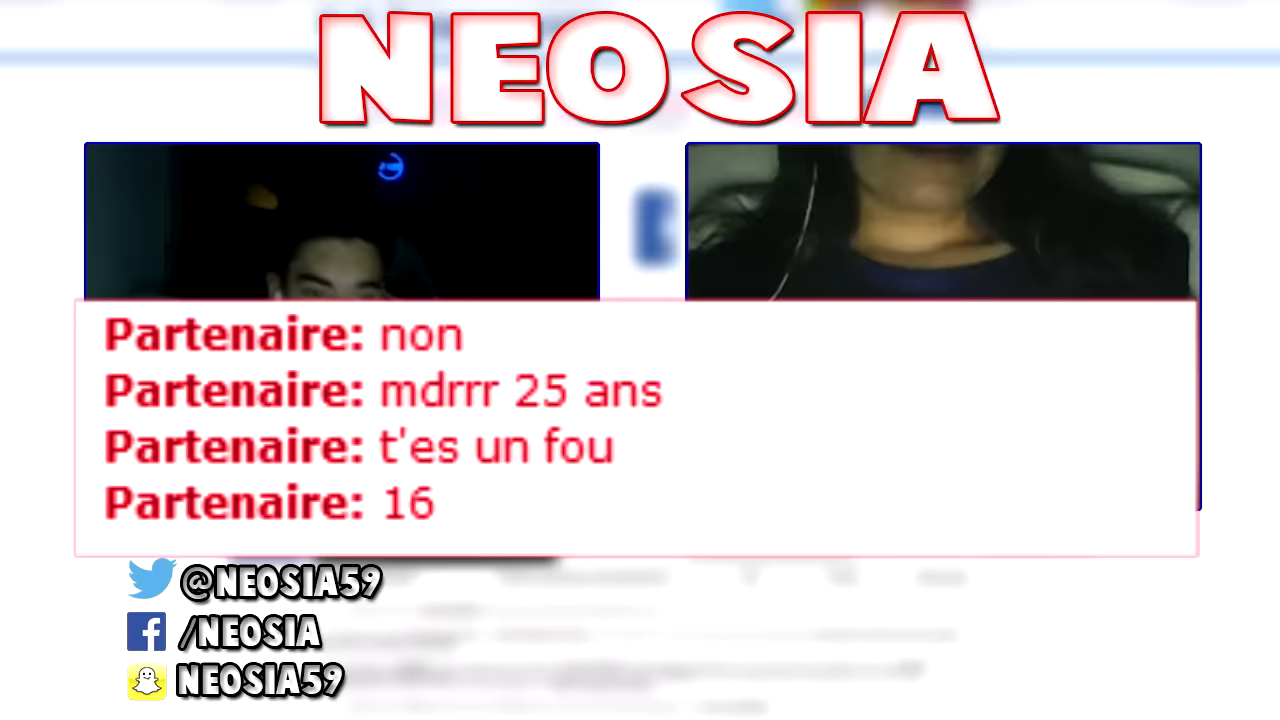 NEOSIA
Partenaire: non
Partenaire: mdrrr 25 ans
Partenaire: t'es un fou
Partenaire: 16
@NEOSIA59
/NEOSIA
NEOSIA59